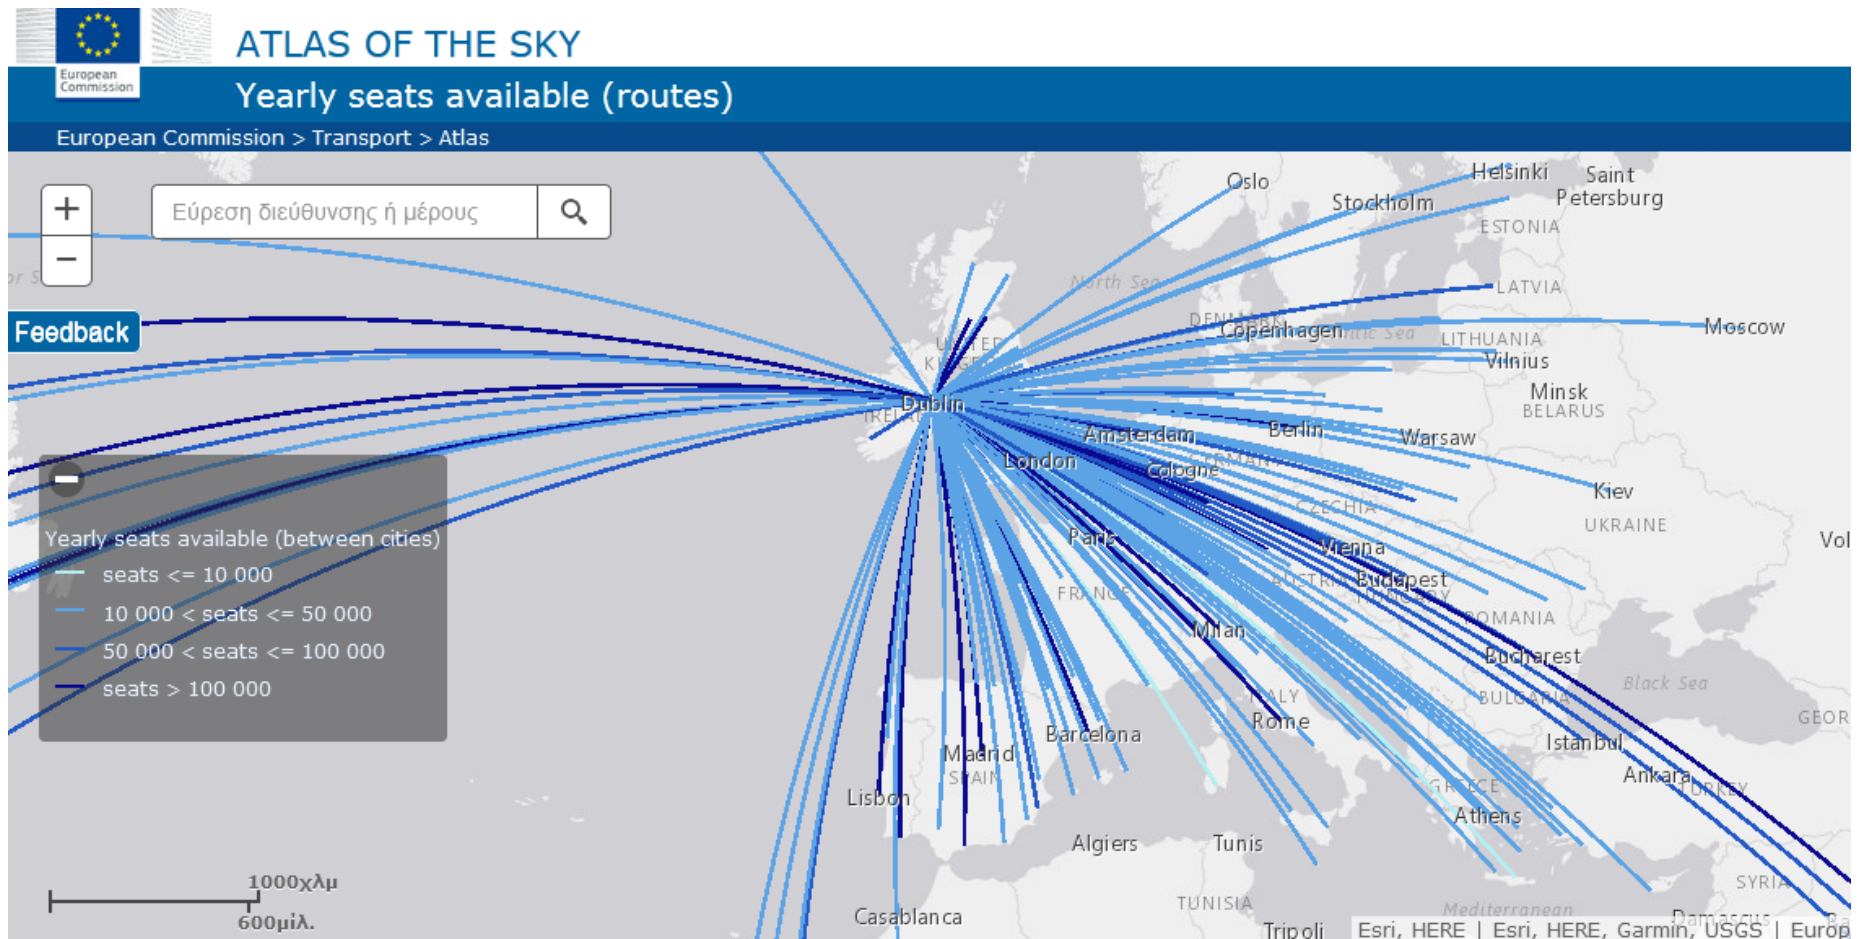 European
Commission
ATLAS OF THE SKY
Yearly seats available (routes)
European Commission > Transport > Atlas
+
Εύρεση διεύθυνσης ή μέρους
−
Feedback
Oslo
Helsinki
Saint
Petersburg
Stockholm
ESTONIA
North Sea
LATVIA
DENMARK
Copenhagen
Moscow
LITHUANIA
Vilnius
UNITED
Minsk
BELARUS
Dublin
Amsterdam
Berlin
Warsaw
London
Cologne
Kiev
CZECHIA
UKRAINE
Paris
Vienna
Vol
AUSTRIA
Budapest
HUNGARY
FRANCE
ROMANIA
Milan
Bucharest
Black Sea
ITALY
BULGARIA
Rome
GEOR
Barcelona
Istanbul
Madrid
SPAIN
Ankara
TURKEY
GREECE
Lisbon
Athens
Algiers
Tunis
SYRIA
TUNISIA
Mediterranean
Casablanca
Damascus
Tripoli
Yearly seats available (between cities)
seats <= 10 000
10 000 < seats <= 50 000
50 000 < seats <= 100 000
seats > 100 000
1000χλμ
600μίλ.
Esri, HERE | Esri, HERE, Garmin, USGS | Europ